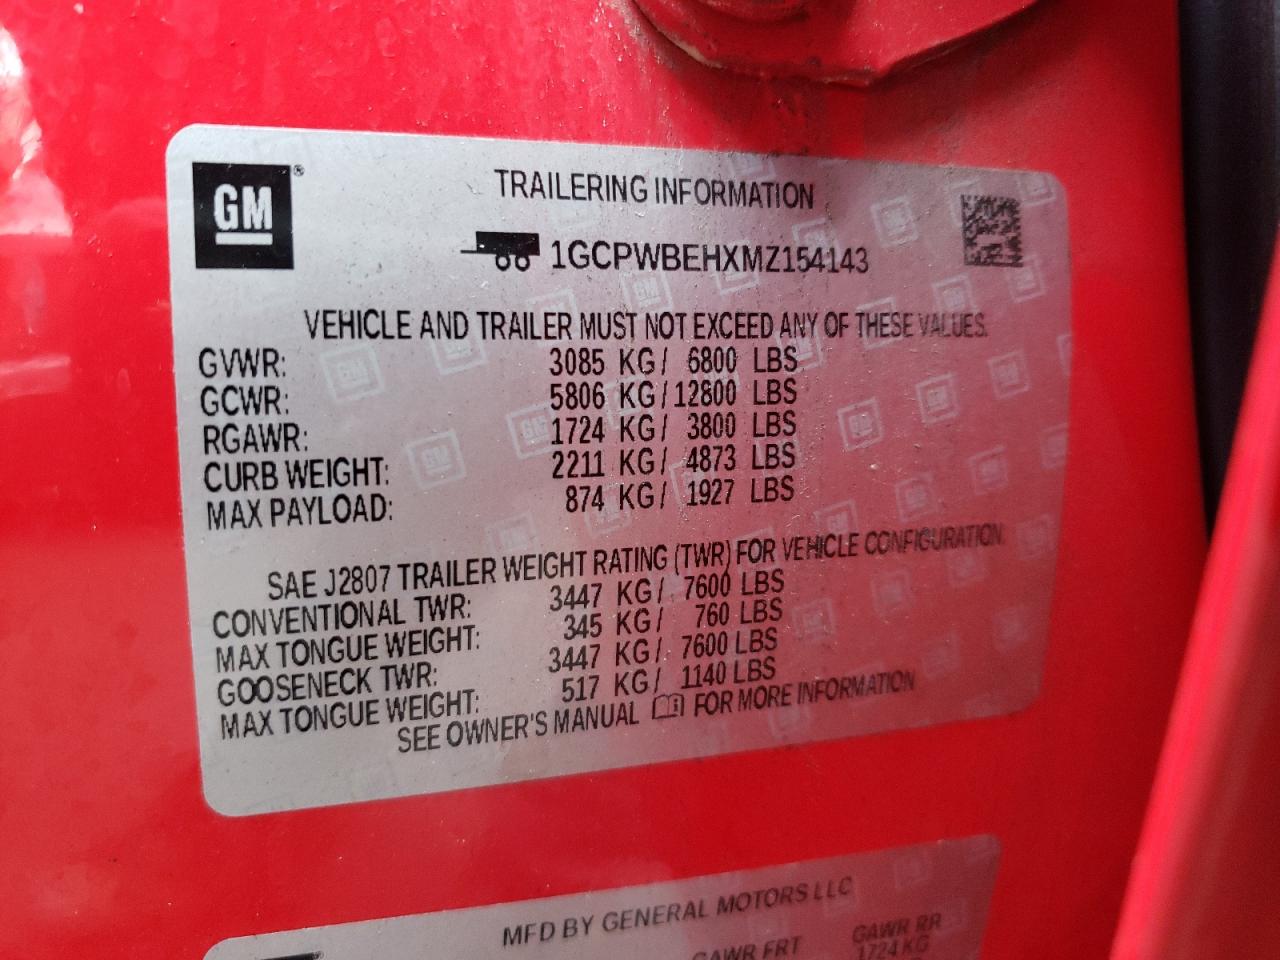 GM®
TRAILERING INFORMATION
1GCPWBEHXMZ154143
VEHICLE AND TRAILER MUST NOT EXCEED ANY OF THESE VALUES.
GVWR: 3085 KG/ 6800 LBS
GCWR: 5806 KG/12800 LBS
RGAWR: 1724 KG/ 3800 LBS
CURB WEIGHT: 2211 KG/ 4873 LBS
MAX PAYLOAD: 874 KG/ 1927 LBS
SAE J2807 TRAILER WEIGHT RATING (TWR) FOR VEHICLE CONFIGURATION.
CONVENTIONAL TWR: 3447 KG/ 7600 LBS
MAX TONGUE WEIGHT: 345 KG/ 760 LBS
GOOSENECK TWR: 3447 KG/ 7600 LBS
MAX TONGUE WEIGHT: 517 KG/ 1140 LBS
SEE OWNER'S MANUAL FOR MORE INFORMATION
MFD BY GENERAL MOTORS LLC
GAWR FRT GAWR RR
1724 KG